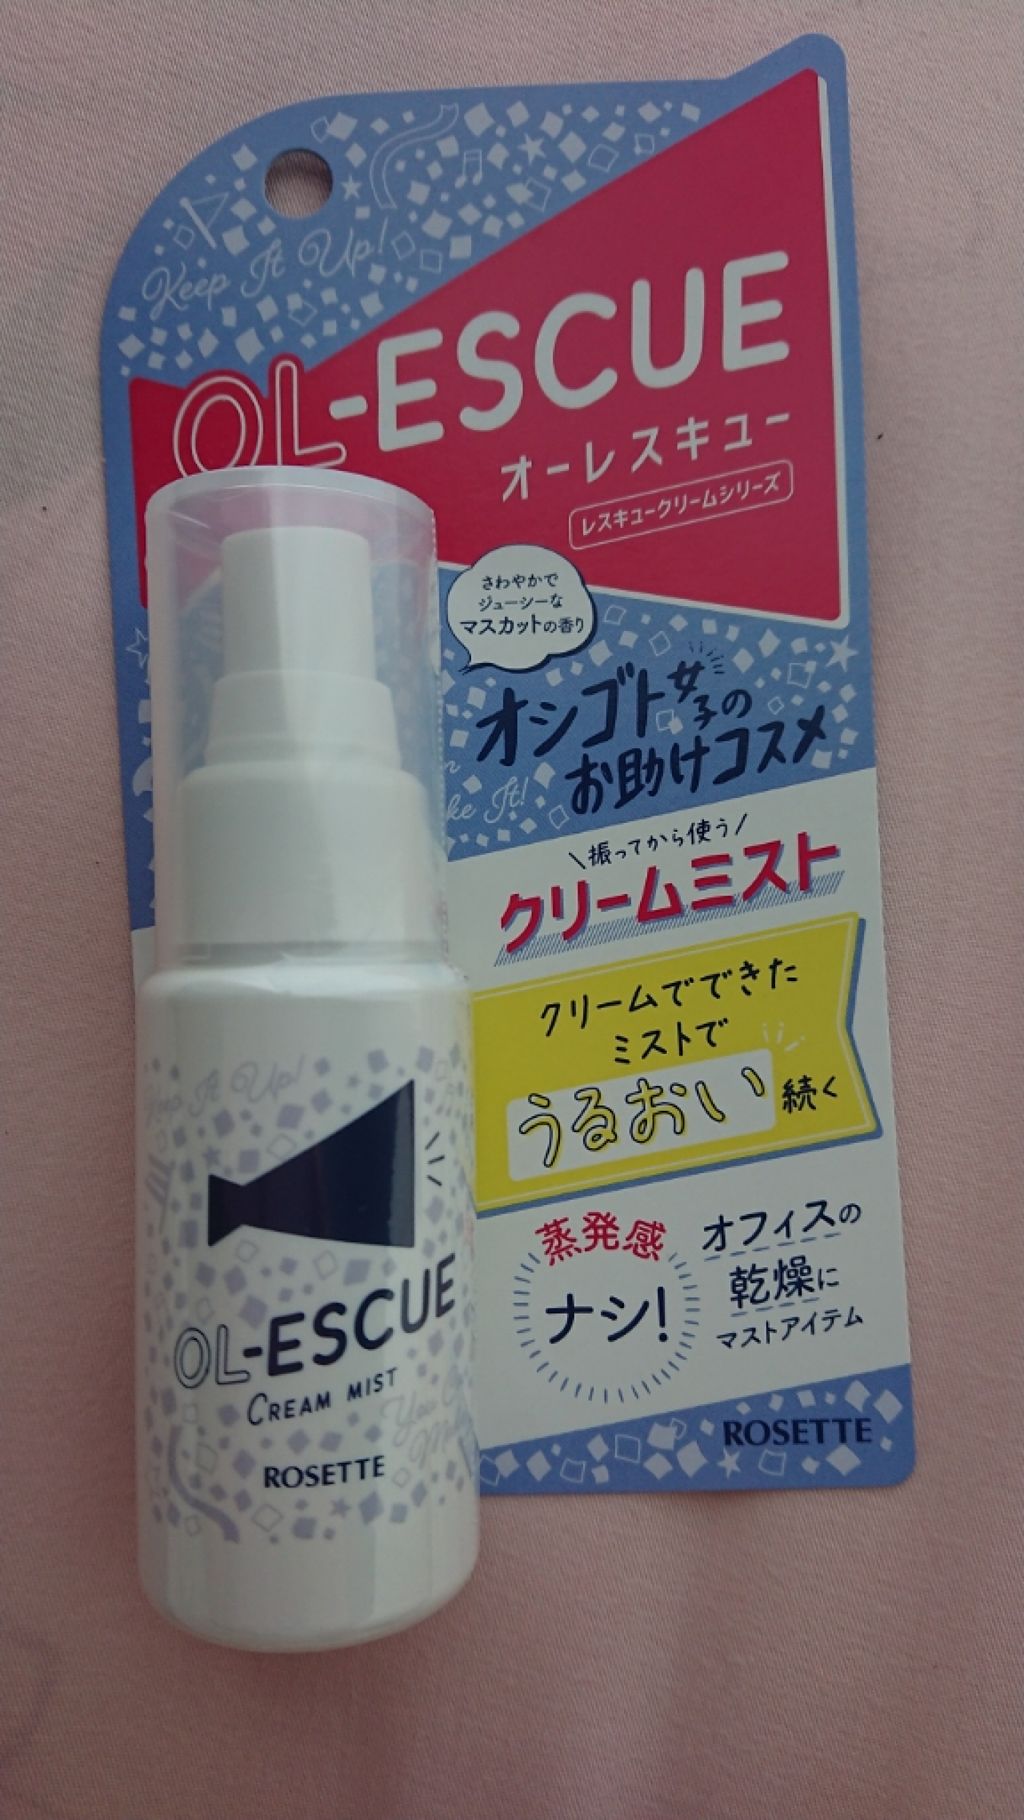 Keep It Up!
OL-ESCUE
オーレスキュー
レスキュークリームシリーズ
さわやかで
ジューシーな
マスカットの香り
オシゴト女子の
お助けコスメ
ke It!
\振ってから使う/
クリームミスト
クリームでできた
ミストで
うるおい続く
蒸発感
ナシ!
オフィスの
乾燥に
マストアイテム
ROSETTE
It Up!
OL-ESCUE
CREAM MIST
ROSETTE